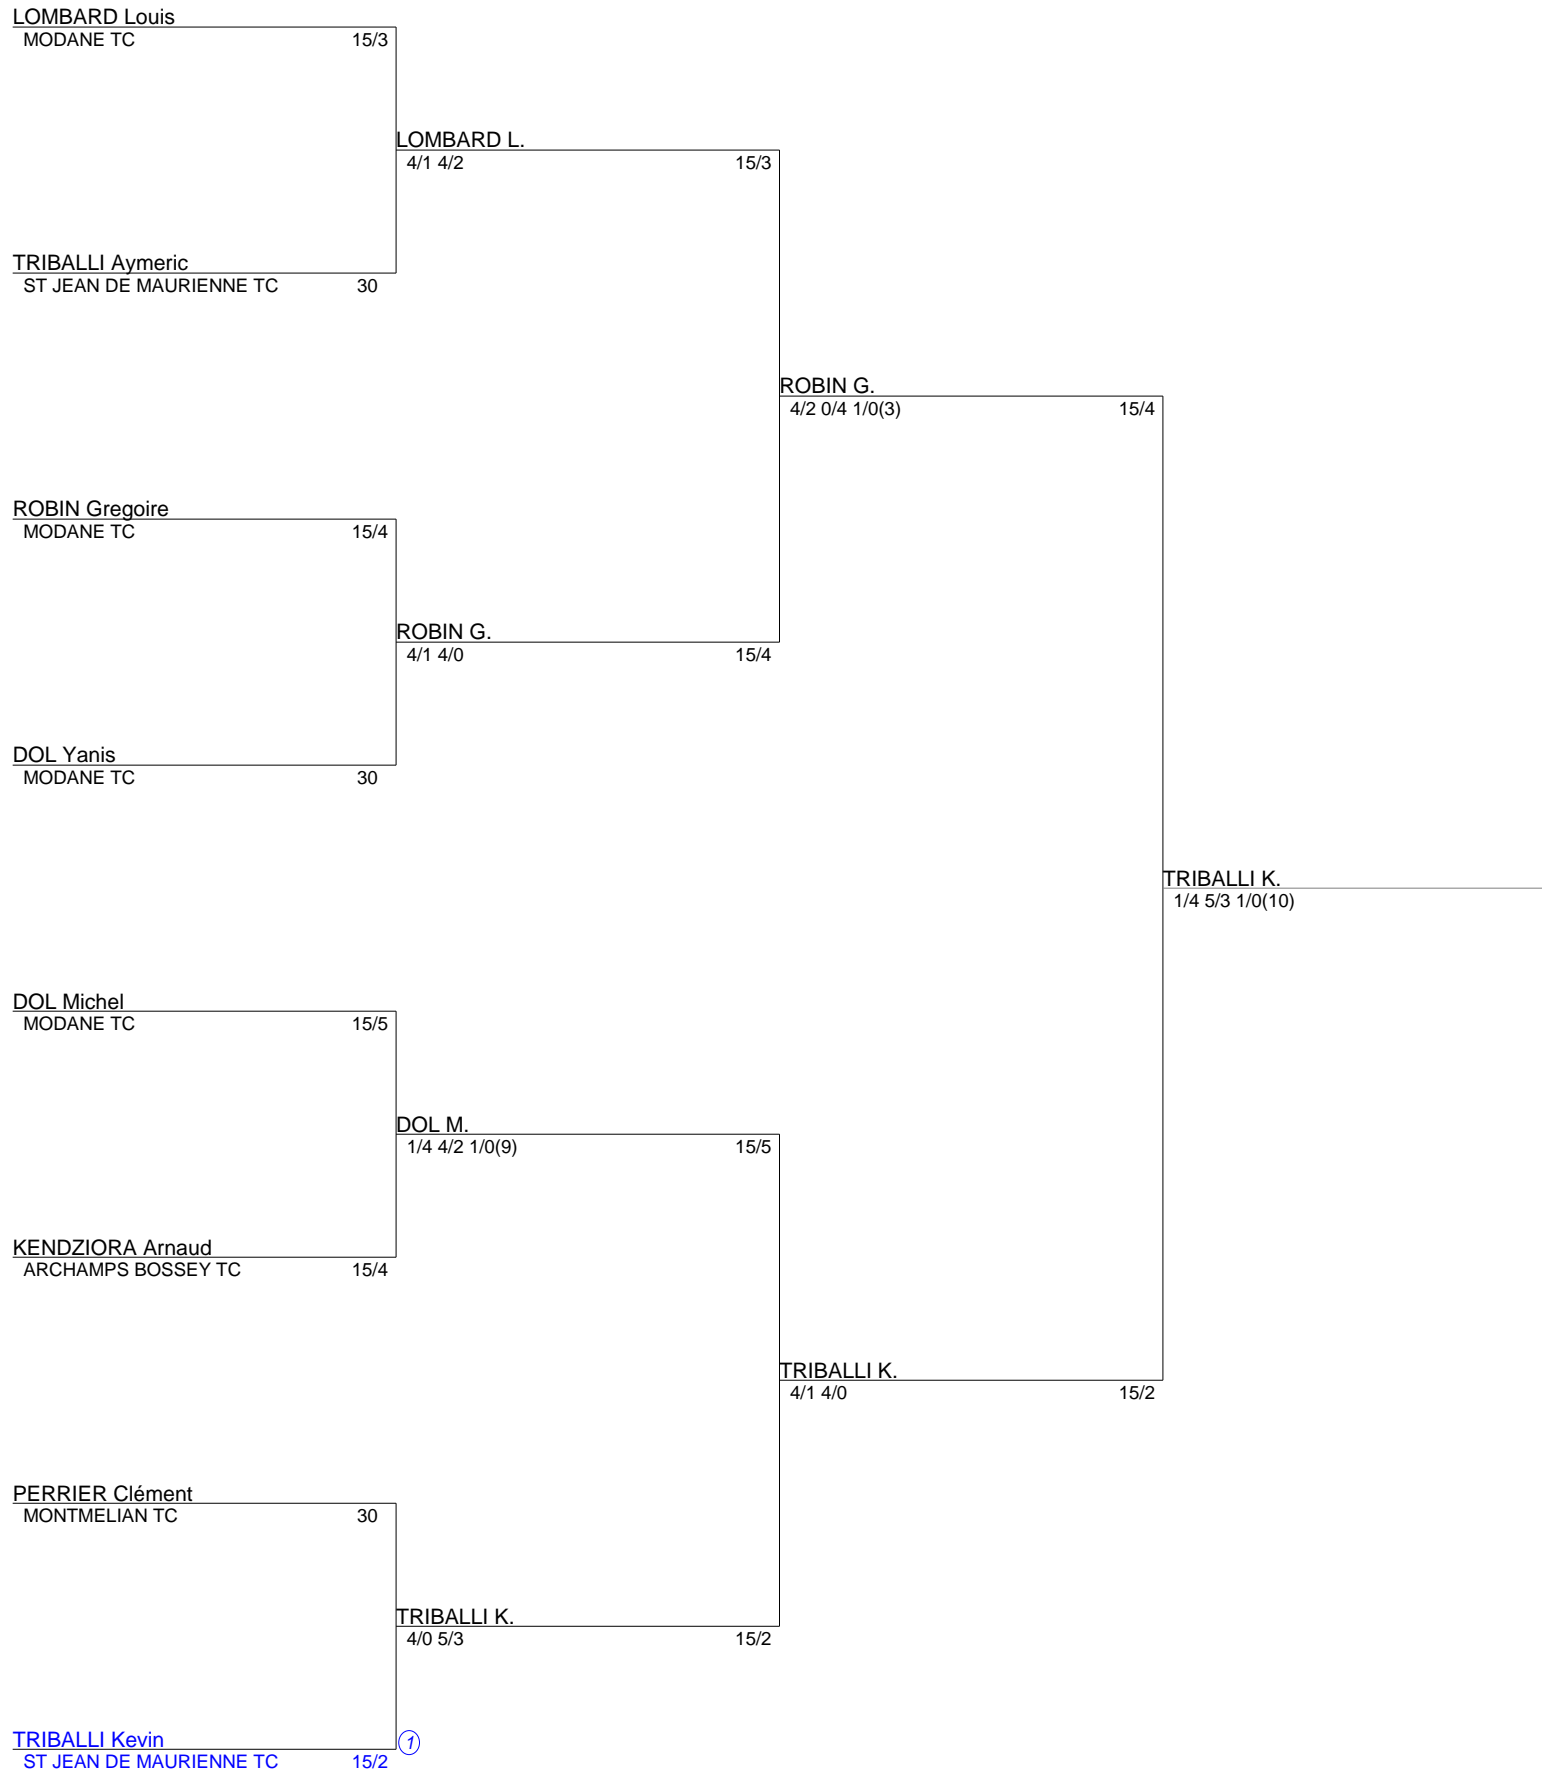 LOMBARD Louis
MODANE TC 15/3
LOMBARD L.
4/1 4/2 15/3
TRIBALLI Aymeric
ST JEAN DE MAURIENNE TC 30
ROBIN G.
4/2 0/4 1/0(3) 15/4
ROBIN Gregoire
MODANE TC 15/4
ROBIN G.
4/1 4/0 15/4
DOL Yanis
MODANE TC 30
TRIBALLI K.
1/4 5/3 1/0(10)
DOL Michel
MODANE TC 15/5
DOL M.
1/4 4/2 1/0(9) 15/5
KENDZIORA Arnaud
ARCHAMPS BOSSEY TC 15/4
TRIBALLI K.
4/1 4/0 15/2
PERRIER Clément
MONTMELIAN TC 30
TRIBALLI K.
4/0 5/3 15/2
TRIBALLI Kevin 1
ST JEAN DE MAURIENNE TC 15/2